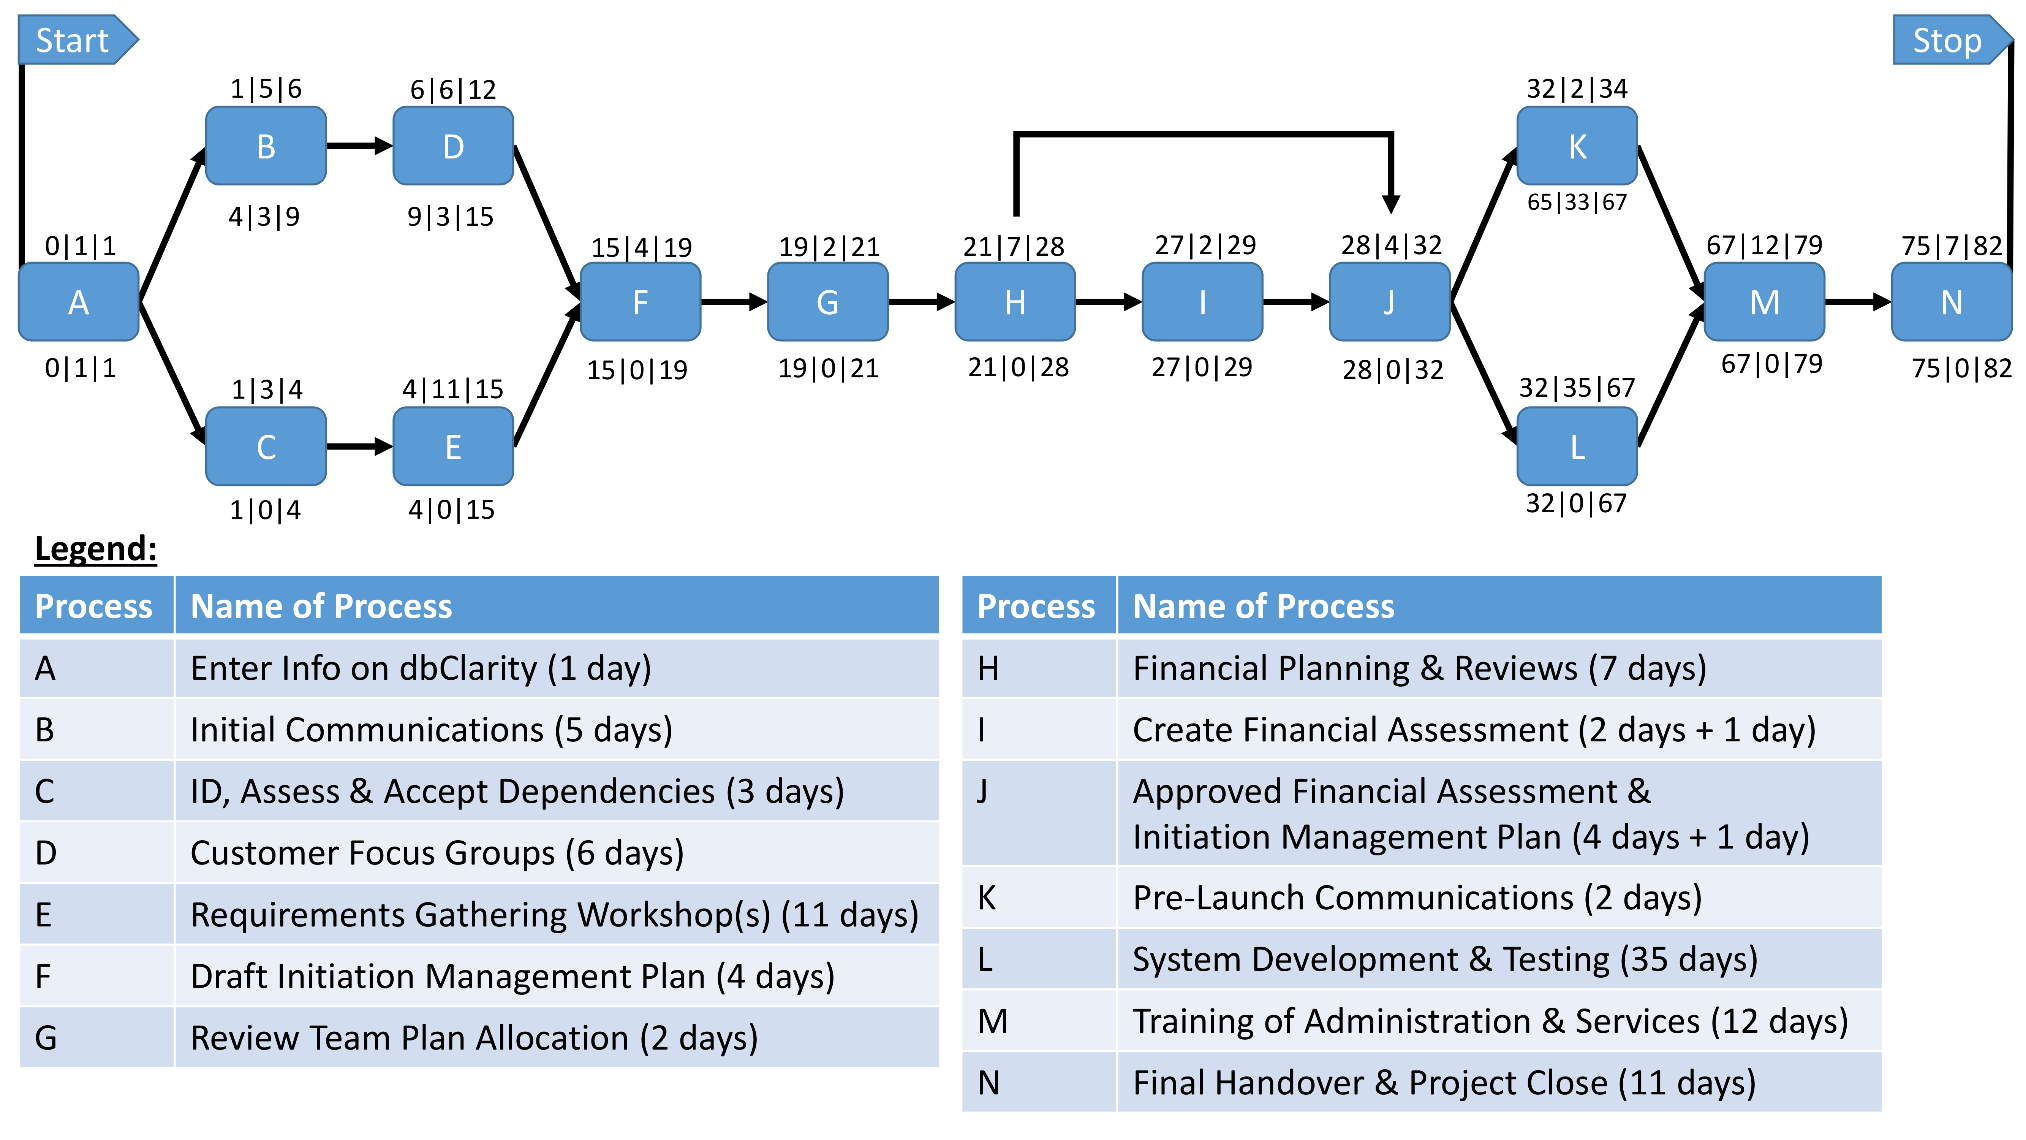 Start
Stop
1|5|6
6|6|12
32|2|34
B
D
K
4|3|9
9|3|15
65|33|67
0|1|1
15|4|19
19|2|21
21|7|28
27|2|29
28|4|32
67|12|79
75|7|82
A
F
G
H
I
J
M
N
0|1|1
15|0|19
19|0|21
21|0|28
27|0|29
28|0|32
67|0|79
75|0|82
1|3|4
4|11|15
32|35|67
C
E
L
1|0|4
4|0|15
32|0|67
Legend:
Process Name of Process
A Enter Info on dbClarity (1 day)
B Initial Communications (5 days)
C ID, Assess & Accept Dependencies (3 days)
D Customer Focus Groups (6 days)
E Requirements Gathering Workshop(s) (11 days)
F Draft Initiation Management Plan (4 days)
G Review Team Plan Allocation (2 days)
Process Name of Process
H Financial Planning & Reviews (7 days)
I Create Financial Assessment (2 days + 1 day)
J Approved Financial Assessment &
Initiation Management Plan (4 days + 1 day)
K Pre-Launch Communications (2 days)
L System Development & Testing (35 days)
M Training of Administration & Services (12 days)
N Final Handover & Project Close (11 days)